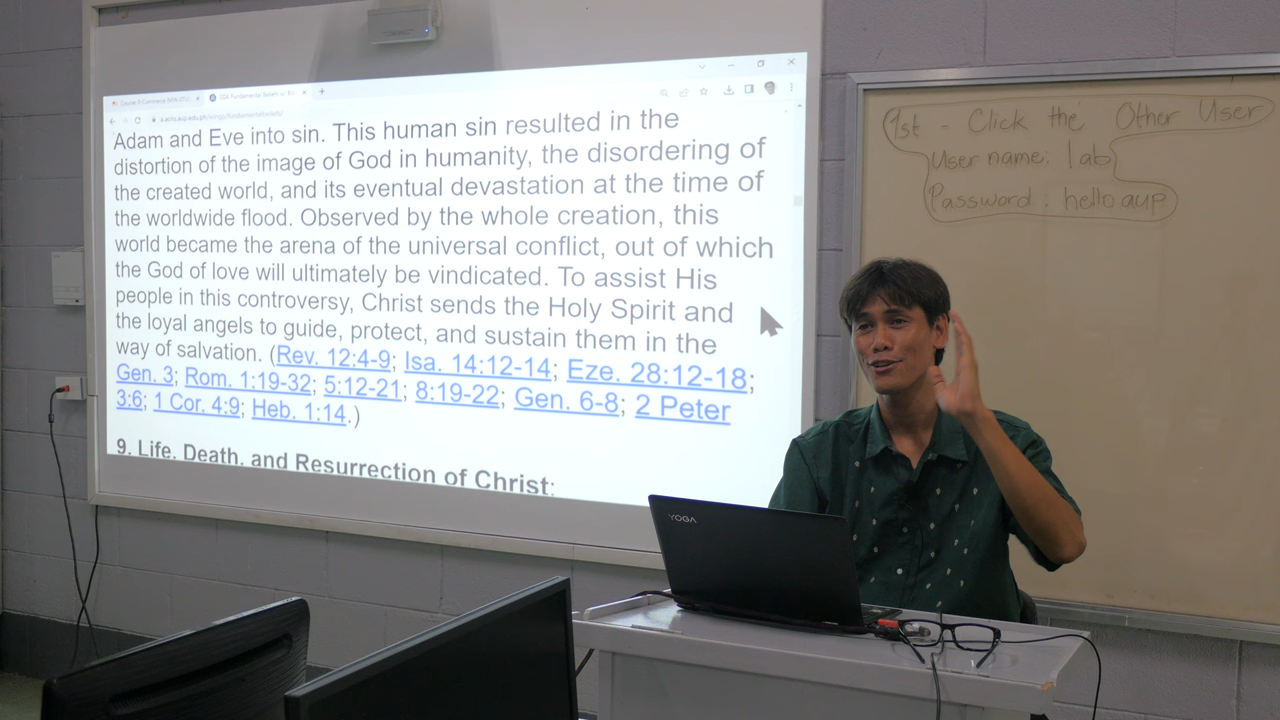 SDA Fundamental Beliefs
Adam and Eve into sin. This human sin resulted in the
distortion of the image of God in humanity, the disordering of
the created world, and its eventual devastation at the time of
the worldwide flood. Observed by the whole creation, this
world became the arena of the universal conflict, out of which
the God of love will ultimately be vindicated. To assist His
people in this controversy, Christ sends the Holy Spirit and
the loyal angels to guide, protect, and sustain them in the
way of salvation. (Rev. 12:4-9; Isa. 14:12-14; Eze. 28:12-18;
Gen. 3; Rom. 1:19-32; 5:12-21; 8:19-22; Gen. 6-8; 2 Peter
3:6; 1 Cor. 4:9; Heb. 1:14.)
9. Life, Death, and Resurrection of Christ:
1st - Click the Other User
User name: lab
Password : hello aup
YOGA